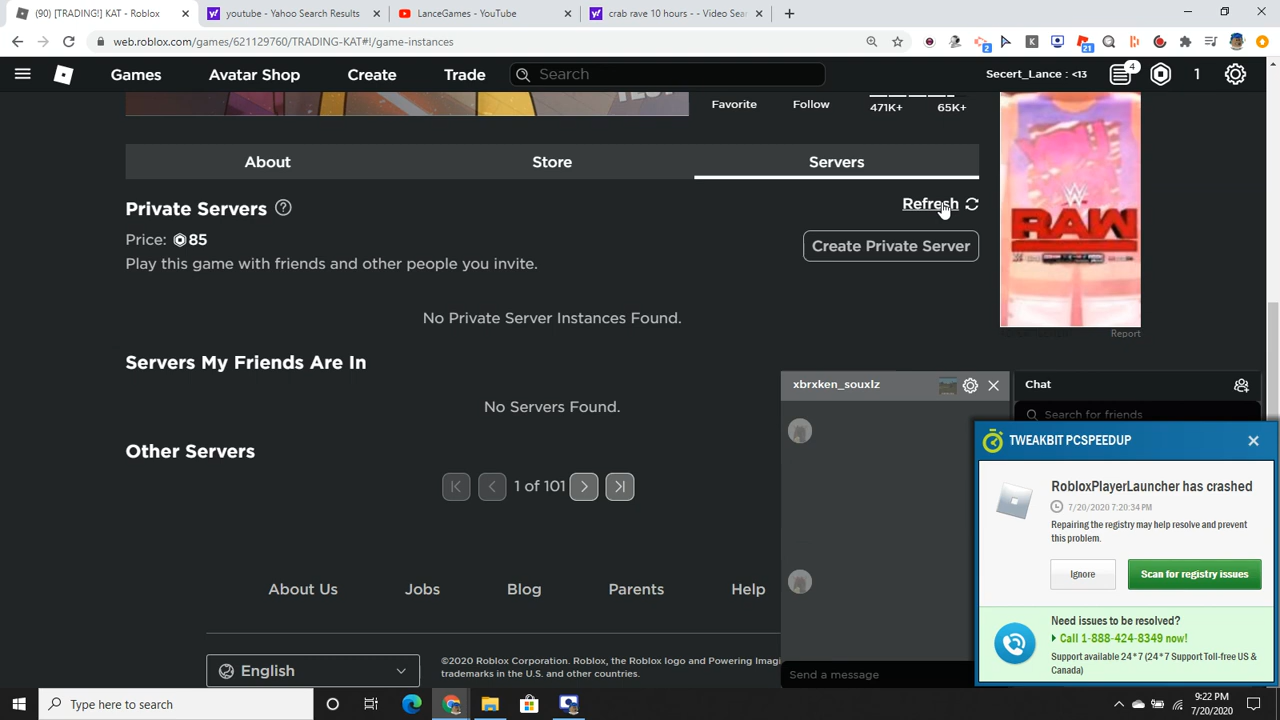 (90) [TRADING!] KAT - Roblox
youtube - Yahoo Search Results
LanceGames - YouTube
crab rave 10 hours - - Video Sear
web.roblox.com/games/621129760/TRADING-KAT#!/game-instances
2
K
21
Games
Avatar Shop
Create
Trade
Search
Secert_Lance : <13
4
1
Favorite
Follow
471K+
65K+
About
Store
Servers
Private Servers
Refresh
Price: 85
Create Private Server
Play this game with friends and other people you invite.
No Private Server Instances Found.
RAW
Report
Servers My Friends Are In
No Servers Found.
Other Servers
1 of 101
xbrxken_souxlz
Chat
Search for friends
Send a message
TWEAKBIT PCSPEEDUP
RobloxPlayerLauncher has crashed
7/20/2020 7:20:34 PM
Repairing the registry may help resolve and prevent
this problem.
Ignore
Scan for registry issues
Need issues to be resolved?
Call 1-888-424-8349 now!
Support available 24*7 (24*7 Support Toll-free US &
Canada)
About Us
Jobs
Blog
Parents
Help
English
©2020 Roblox Corporation. Roblox, the Roblox logo and Powering Imagi
trademarks in the U.S. and other countries.
Type here to search
9:22 PM
7/20/2020